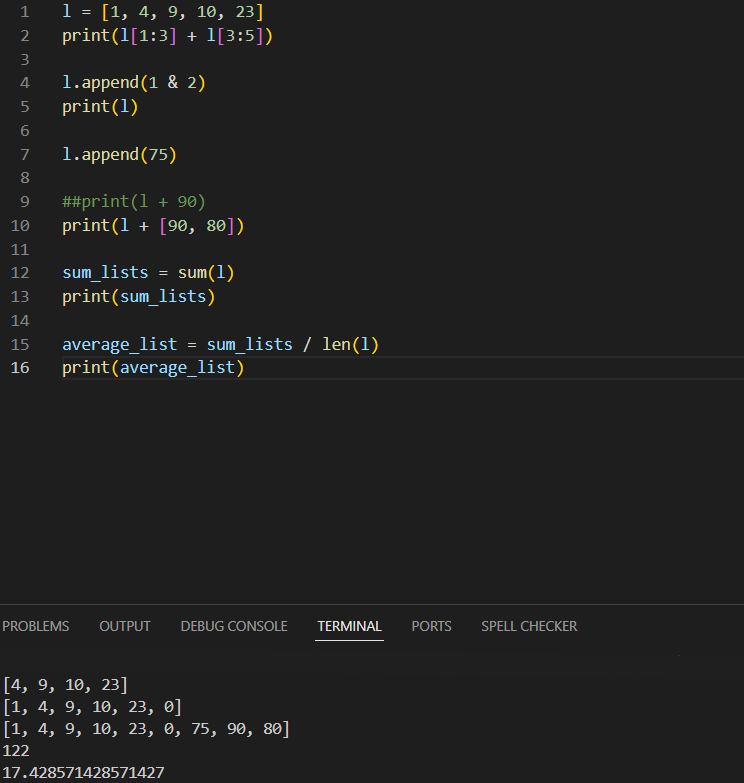 1 l = [1, 4, 9, 10, 23]
2 print(l[1:3] + l[3:5])
3
4 l.append(1 & 2)
5 print(l)
6
7 l.append(75)
8
9 ##print(l + 90)
10 print(l + [90, 80])
11
12 sum_lists = sum(l)
13 print(sum_lists)
14
15 average_list = sum_lists / len(l)
16 print(average_list)
PROBLEMS OUTPUT DEBUG CONSOLE TERMINAL PORTS SPELL CHECKER
[4, 9, 10, 23]
[1, 4, 9, 10, 23, 0]
[1, 4, 9, 10, 23, 0, 75, 90, 80]
122
17.428571428571427